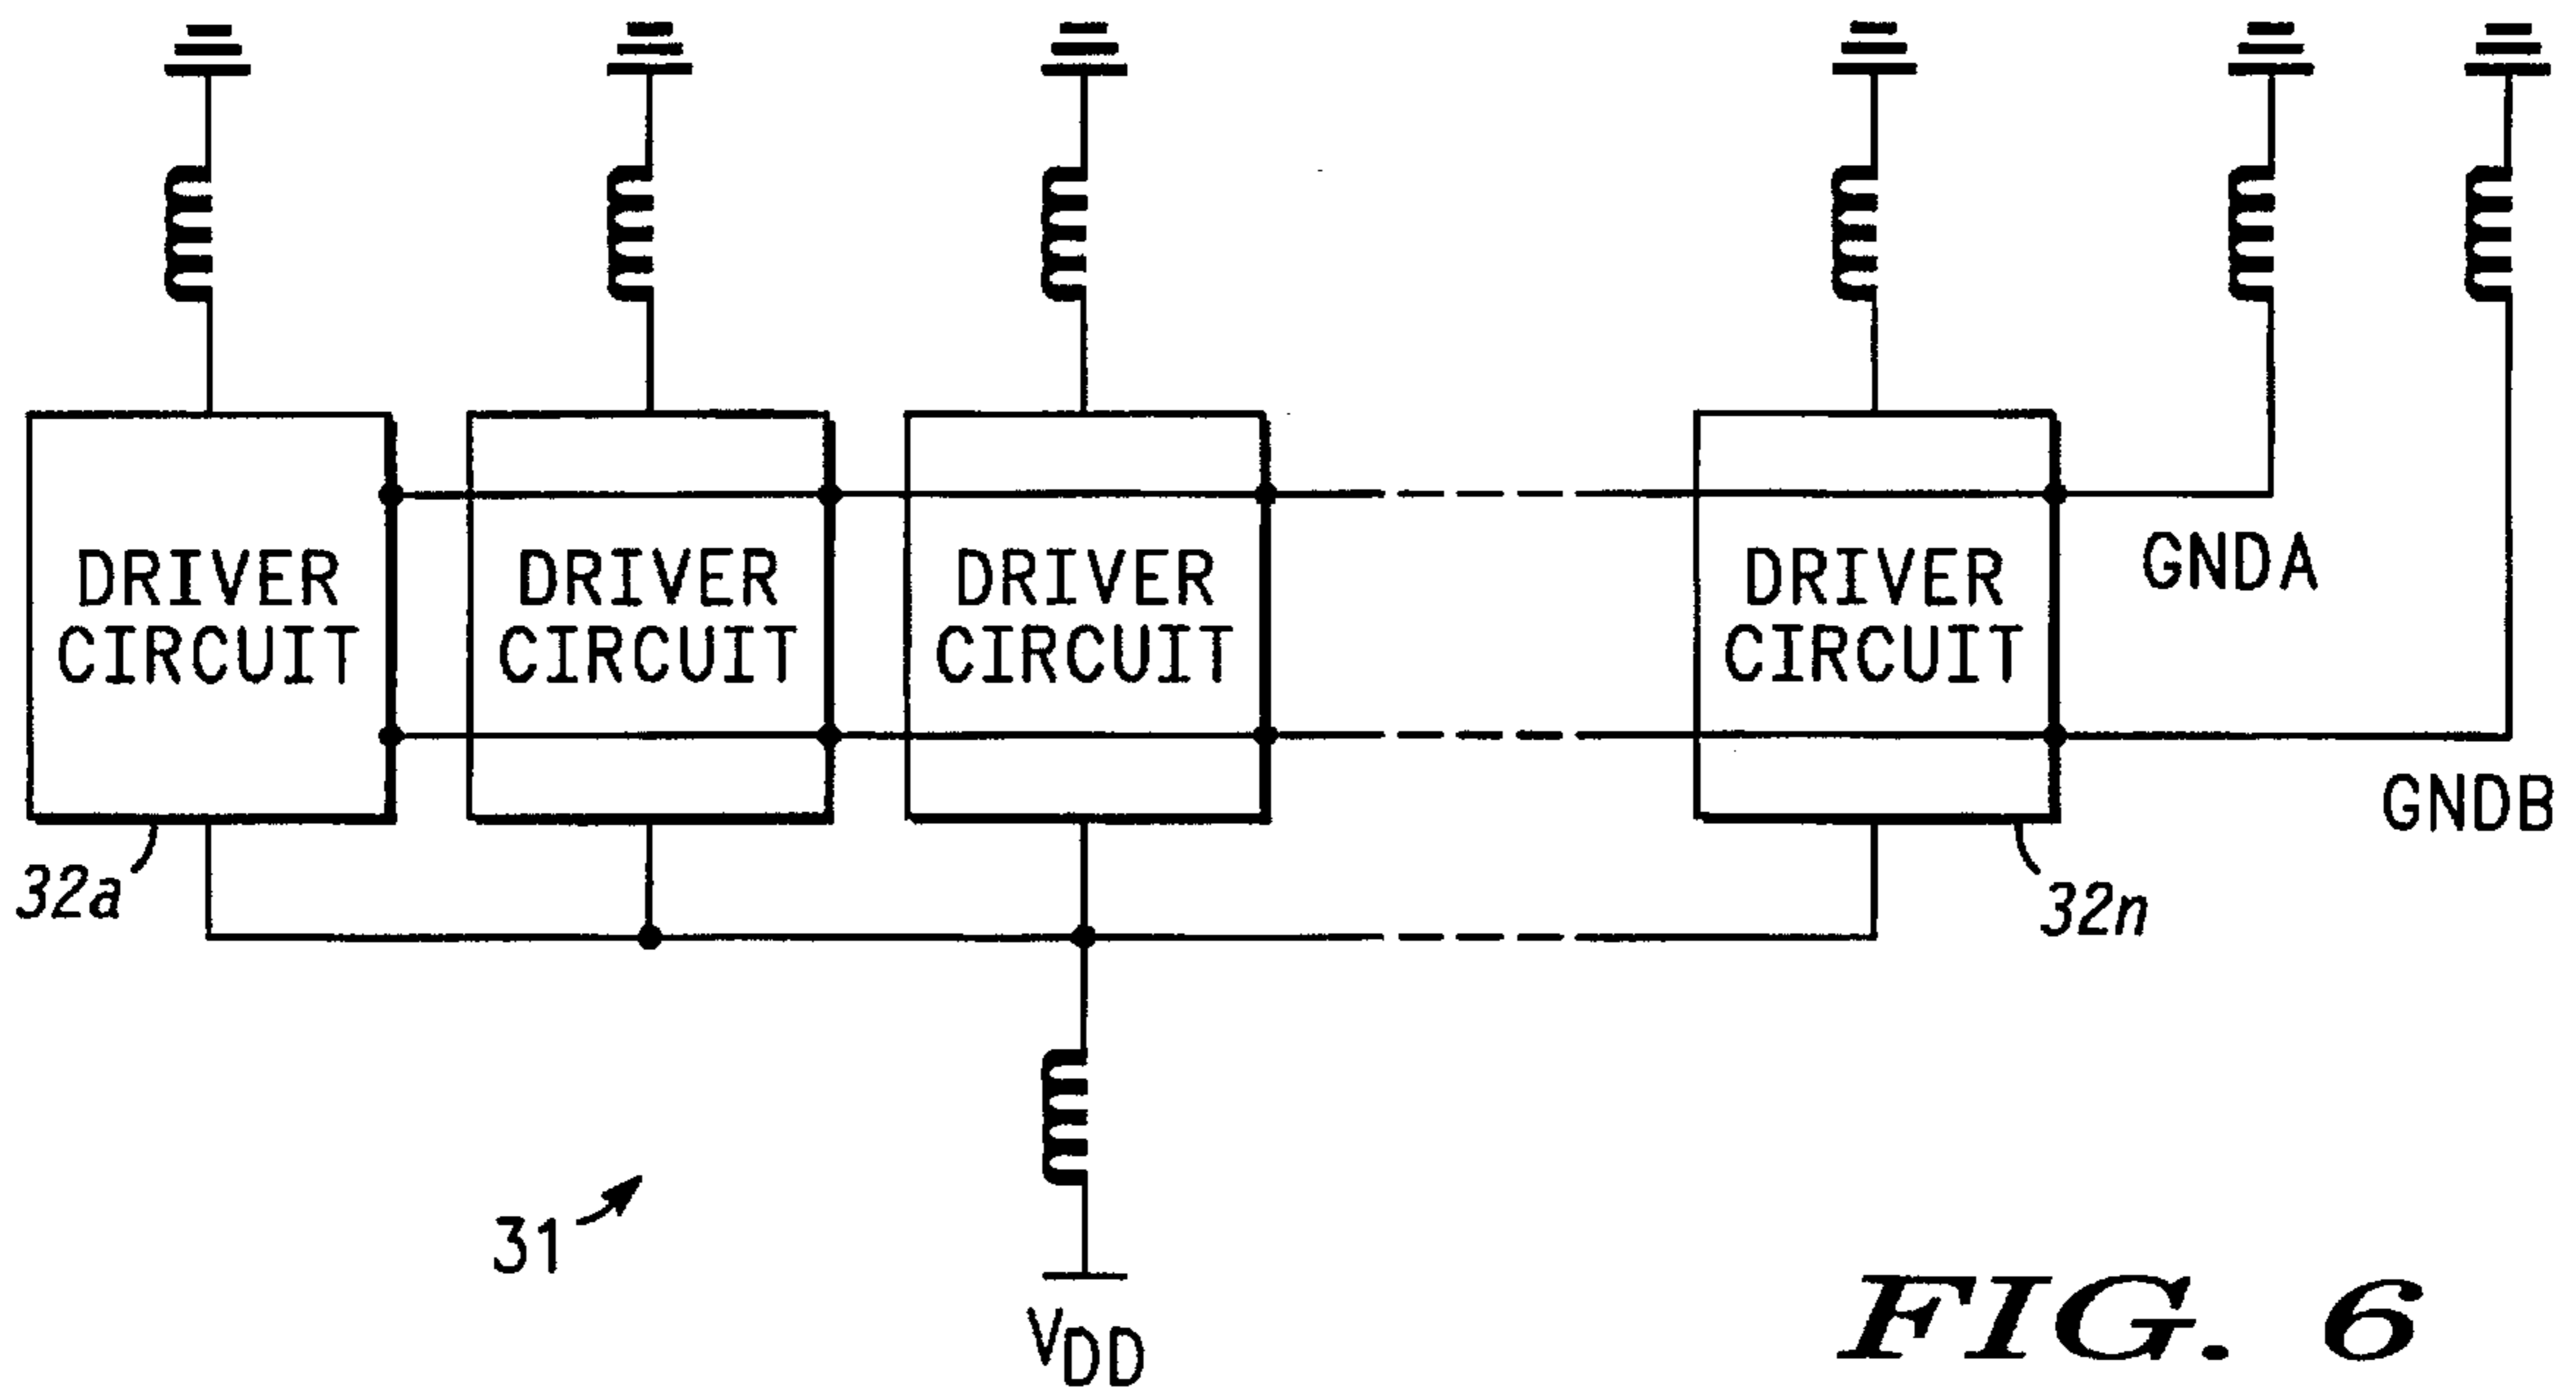 DRIVER
CIRCUIT
DRIVER
CIRCUIT
DRIVER
CIRCUIT
DRIVER
CIRCUIT
GNDA
GNDB
32a
32n
31
VDD
FIG. 6